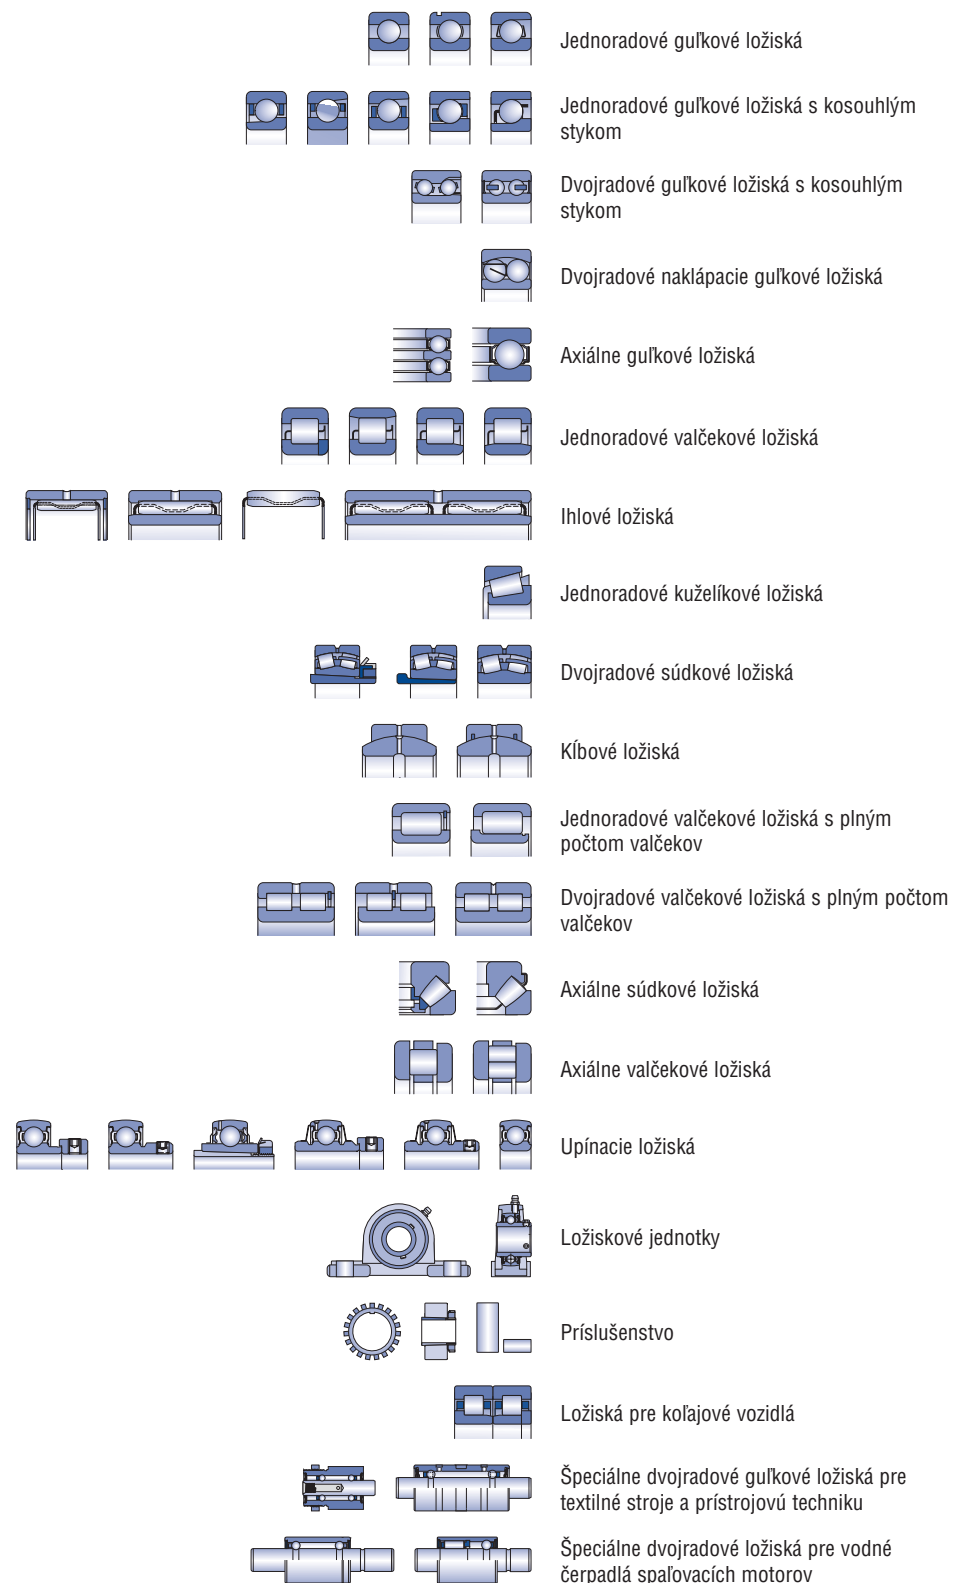 Jednoradové guľkové ložiská
Jednoradové guľkové ložiská s kosouhlým
stykom
Dvojradové guľkové ložiská s kosouhlým
stykom
Dvojradové naklápacie guľkové ložiská
Axiálne guľkové ložiská
Jednoradové valčekové ložiská
Ihlové ložiská
Jednoradové kuželíkové ložiská
Dvojradové súdkové ložiská
Kĺbové ložiská
Jednoradové valčekové ložiská s plným
počtom valčekov
Dvojradové valčekové ložiská s plným počtom
valčekov
Axiálne súdkové ložiská
Axiálne valčekové ložiská
Upínacie ložiská
Ložiskové jednotky
Príslušenstvo
Ložiská pre koľajové vozidlá
Špeciálne dvojradové guľkové ložiská pre
textilné stroje a prístrojovú techniku
Špeciálne dvojradové ložiská pre vodné
čerpadlá spaľovacích motorov